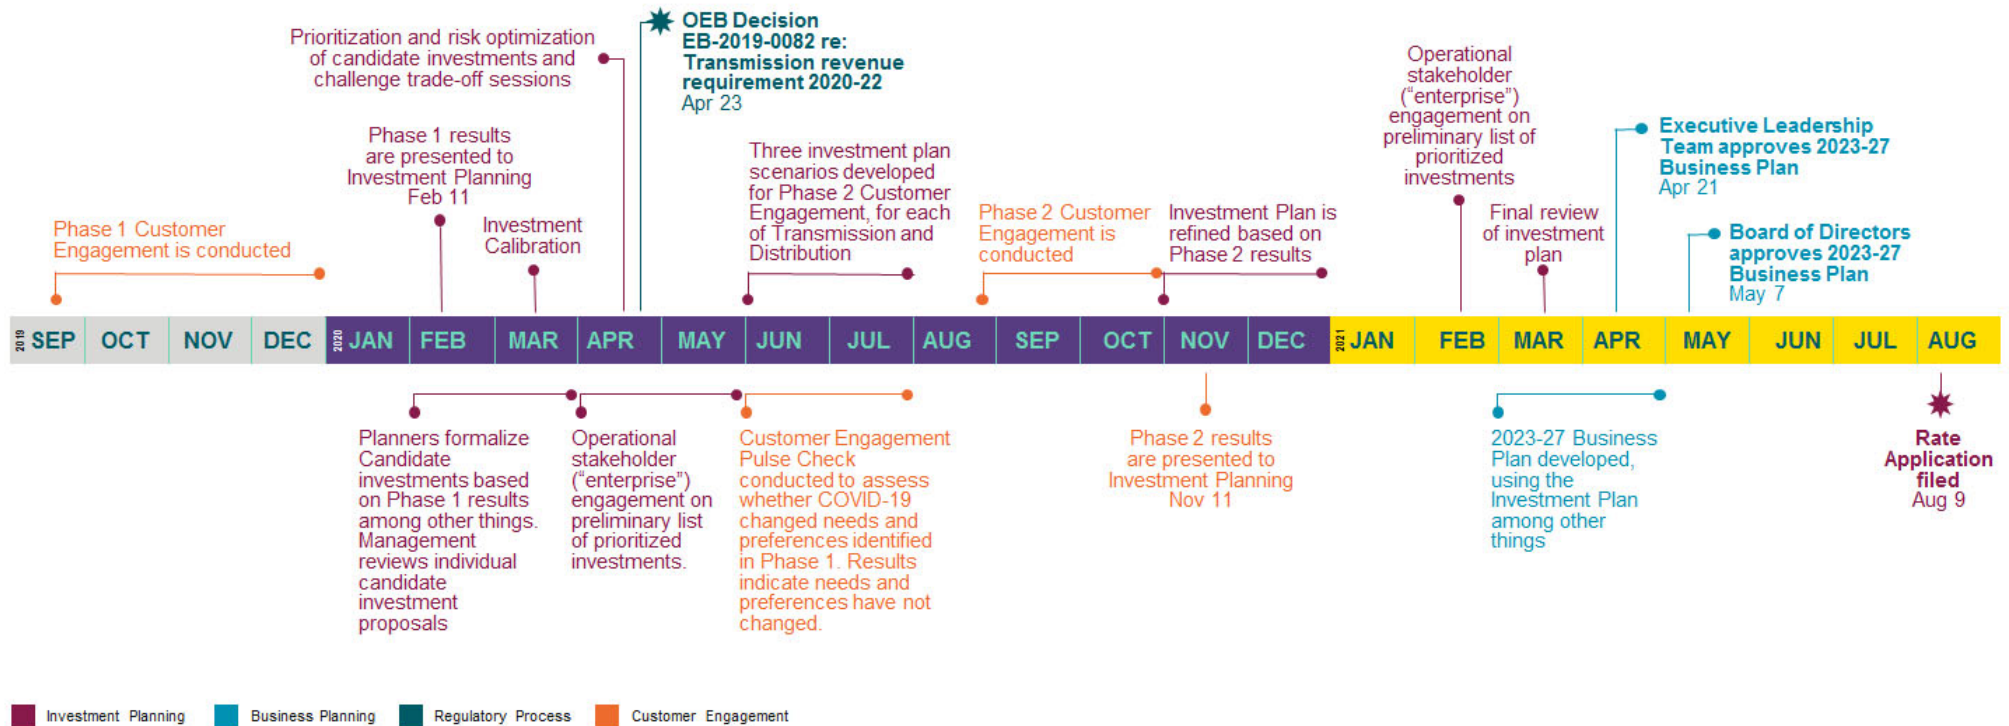 Prioritization and risk optimization
of candidate investments and
challenge trade-off sessions
OEB Decision
EB-2019-0082 re:
Transmission revenue
requirement 2020-22
Apr 23
Operational
stakeholder
(“enterprise”)
engagement on
preliminary list of
prioritized
investments
Executive Leadership
Team approves 2023-27
Business Plan
Apr 21
Phase 1 results
are presented to
Investment Planning
Feb 11
Three investment plan
scenarios developed
for Phase 2 Customer
Engagement, for each
of Transmission and
Distribution
Phase 1 Customer
Engagement is conducted
Investment
Calibration
Phase 2 Customer
Engagement is
conducted
Investment Plan is
refined based on
Phase 2 results
Final review
of investment
plan
Board of Directors
approves 2023-27
Business Plan
May 7
2019 SEP OCT NOV DEC 2020 JAN FEB MAR APR MAY JUN JUL AUG SEP OCT NOV DEC 2021 JAN FEB MAR APR MAY JUN JUL AUG
Planners formalize
Candidate
investments based
on Phase 1 results
among other things.
Management
reviews individual
candidate
investment
proposals
Operational
stakeholder
(“enterprise”)
engagement on
preliminary list
of prioritized
investments.
Customer Engagement
Pulse Check
conducted to assess
whether COVID-19
changed needs and
preferences identified
in Phase 1. Results
indicate needs and
preferences have not
changed.
Phase 2 results
are presented to
Investment Planning
Nov 11
2023-27 Business
Plan developed,
using the
Investment Plan
among other
things
Rate
Application
filed
Aug 9
Investment Planning
Business Planning
Regulatory Process
Customer Engagement